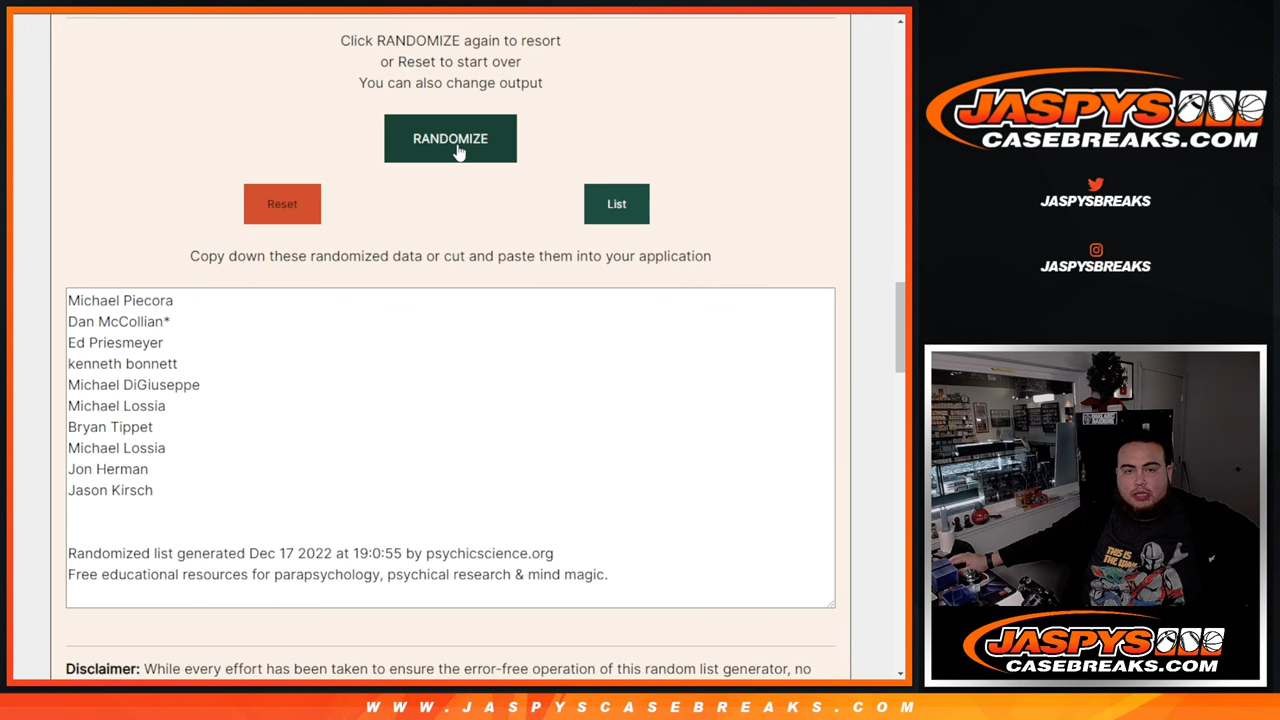 Click RANDOMIZE again to resort
or Reset to start over
You can also change output
RANDOMIZE
Reset
List
Copy down these randomized data or cut and paste them into your application
Michael Piecora
Dan McCollian*
Ed Priesmeyer
kenneth bonnett
Michael DiGiuseppe
Michael Lossia
Bryan Tippet
Michael Lossia
Jon Herman
Jason Kirsch
Randomized list generated Dec 17 2022 at 19:0:55 by psychicscience.org
Free educational resources for parapsychology, psychical research & mind magic.
Disclaimer: While every effort has been taken to ensure the error-free operation of this random list generator, no
JASPYS
CASEBREAKS.COM
JASPYSBREAKS
JASPYSBREAKS
THIS IS
THE WAY
JASPYS
CASEBREAKS.COM
WWW.JASPYSCASEBREAKS.COM